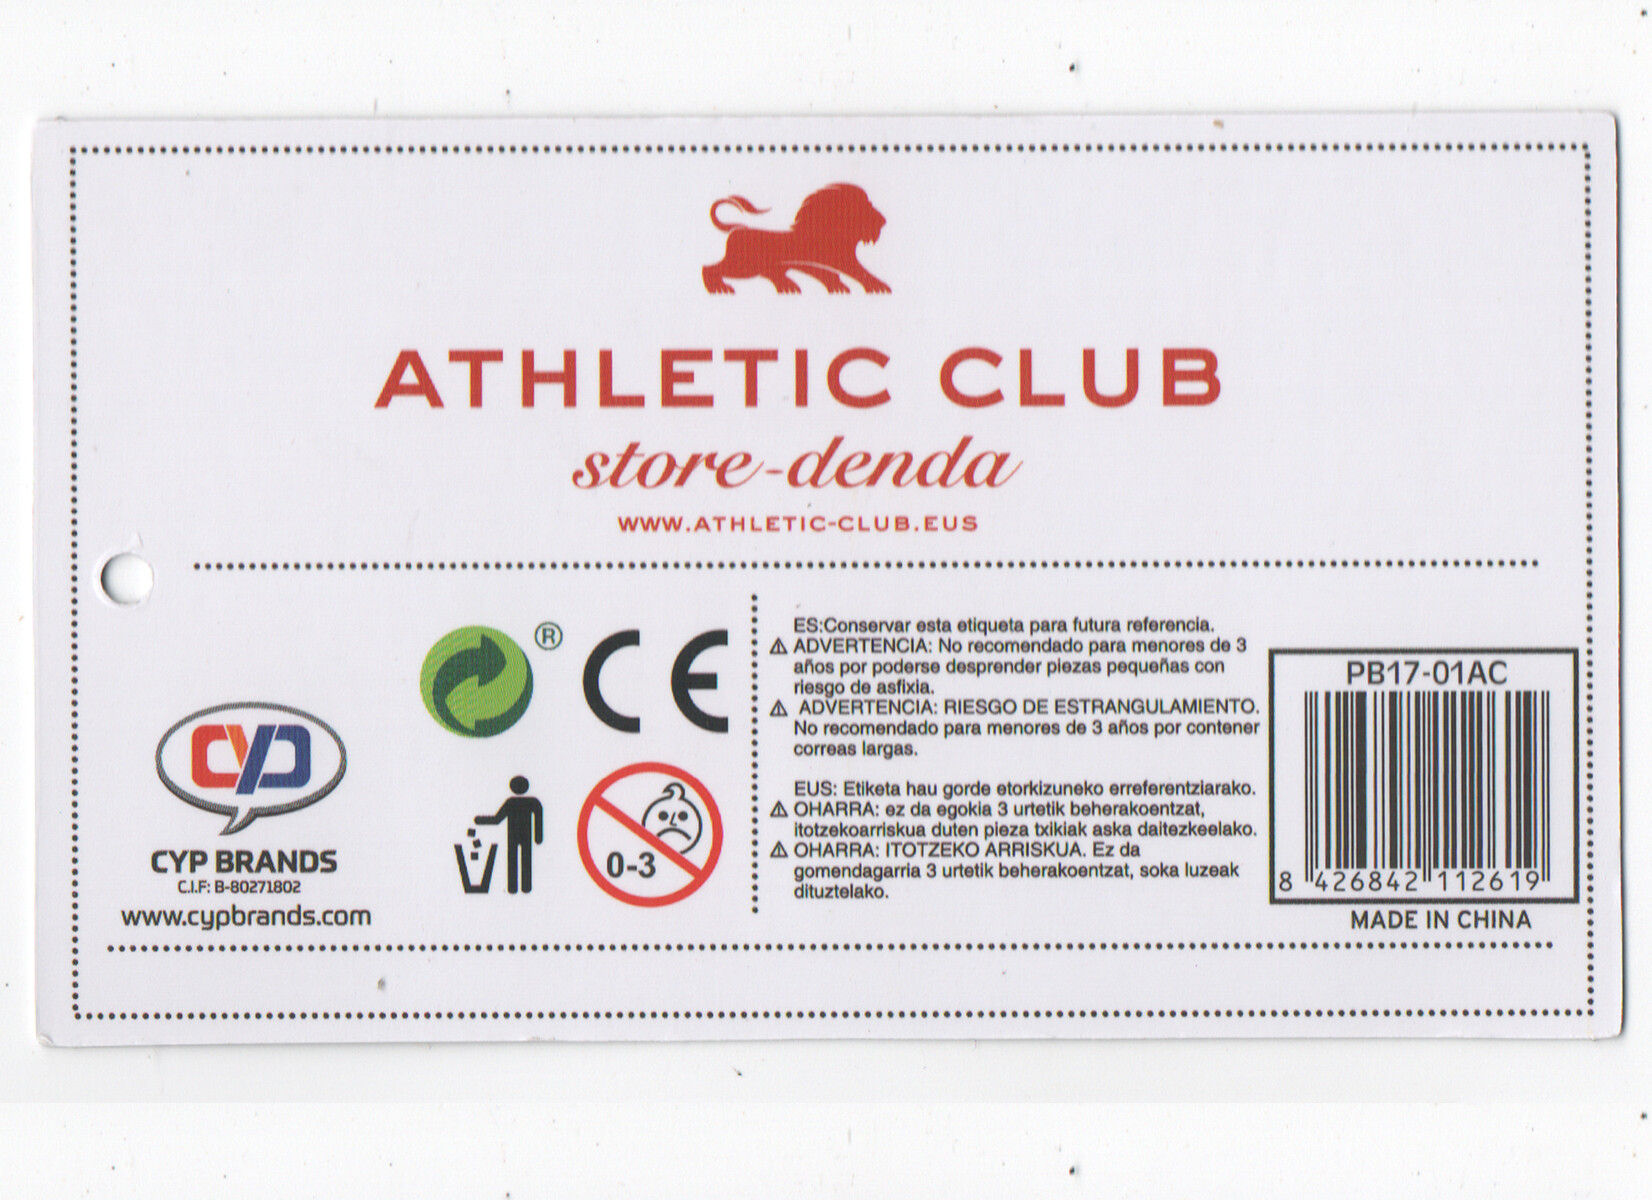 ATHLETIC CLUB
store-denda
WWW.ATHLETIC-CLUB.EUS
®
CE
ES:Conservar esta etiqueta para futura referencia.
⚠ ADVERTENCIA: No recomendado para menores de 3
años por poderse desprender piezas pequeñas con
riesgo de asfixia.
⚠ ADVERTENCIA: RIESGO DE ESTRANGULAMIENTO.
No recomendado para menores de 3 años por contener
correas largas.
EUS: Etiketa hau gorde etorkizuneko erreferentziarako.
⚠ OHARRA: ez da egokia 3 urtetik beherakoentzat,
itotzekoarriskua duten pieza txikiak aska daitezkeelako.
⚠ OHARRA: ITOTZEKO ARRISKUA. Ez da
gomendagarria 3 urtetik beherakoentzat, soka luzeak
dituztelako.
0-3
CYP
CYP BRANDS
C.I.F: B-80271802
www.cypbrands.com
PB17-01AC
8 426842 112619
MADE IN CHINA